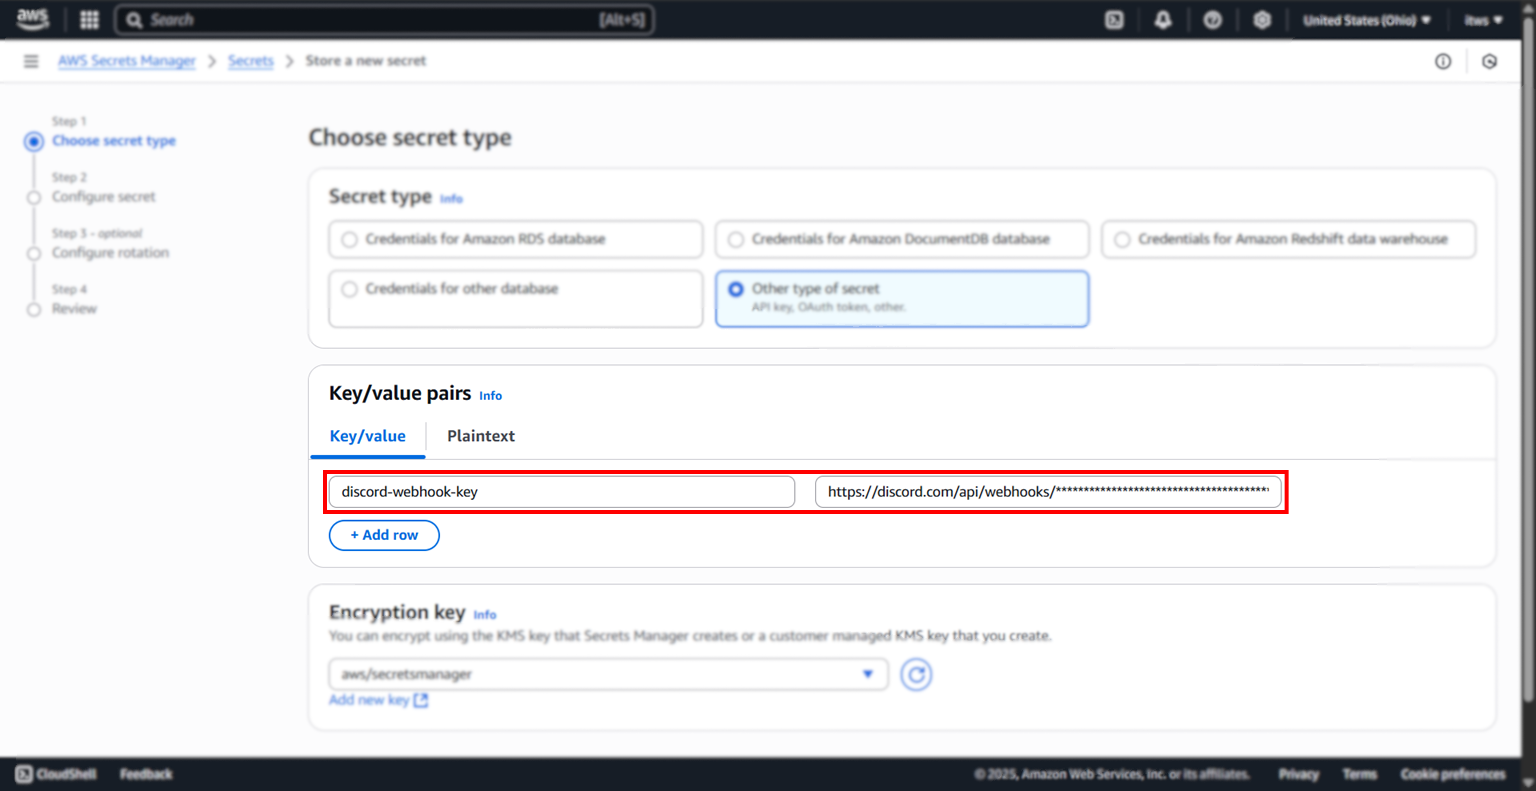 aws
Search
[Alt+S]
United States (Ohio)
itws
AWS Secrets Manager
Secrets
Store a new secret
Step 1
Choose secret type
Step 2
Configure secret
Step 3 - optional
Configure rotation
Step 4
Review
Choose secret type
Secret type Info
Credentials for Amazon RDS database
Credentials for Amazon DocumentDB database
Credentials for Amazon Redshift data warehouse
Credentials for other database
Other type of secret
API key, OAuth token, other.
Key/value pairs Info
Key/value
Plaintext
discord-webhook-key
https://discord.com/api/webhooks/***************************************
+ Add row
Encryption key Info
You can encrypt using the KMS key that Secrets Manager creates or a customer managed KMS key that you create.
aws/secretsmanager
Add new key
CloudShell
Feedback
© 2025, Amazon Web Services, Inc. or its affiliates.
Privacy
Terms
Cookie preferences